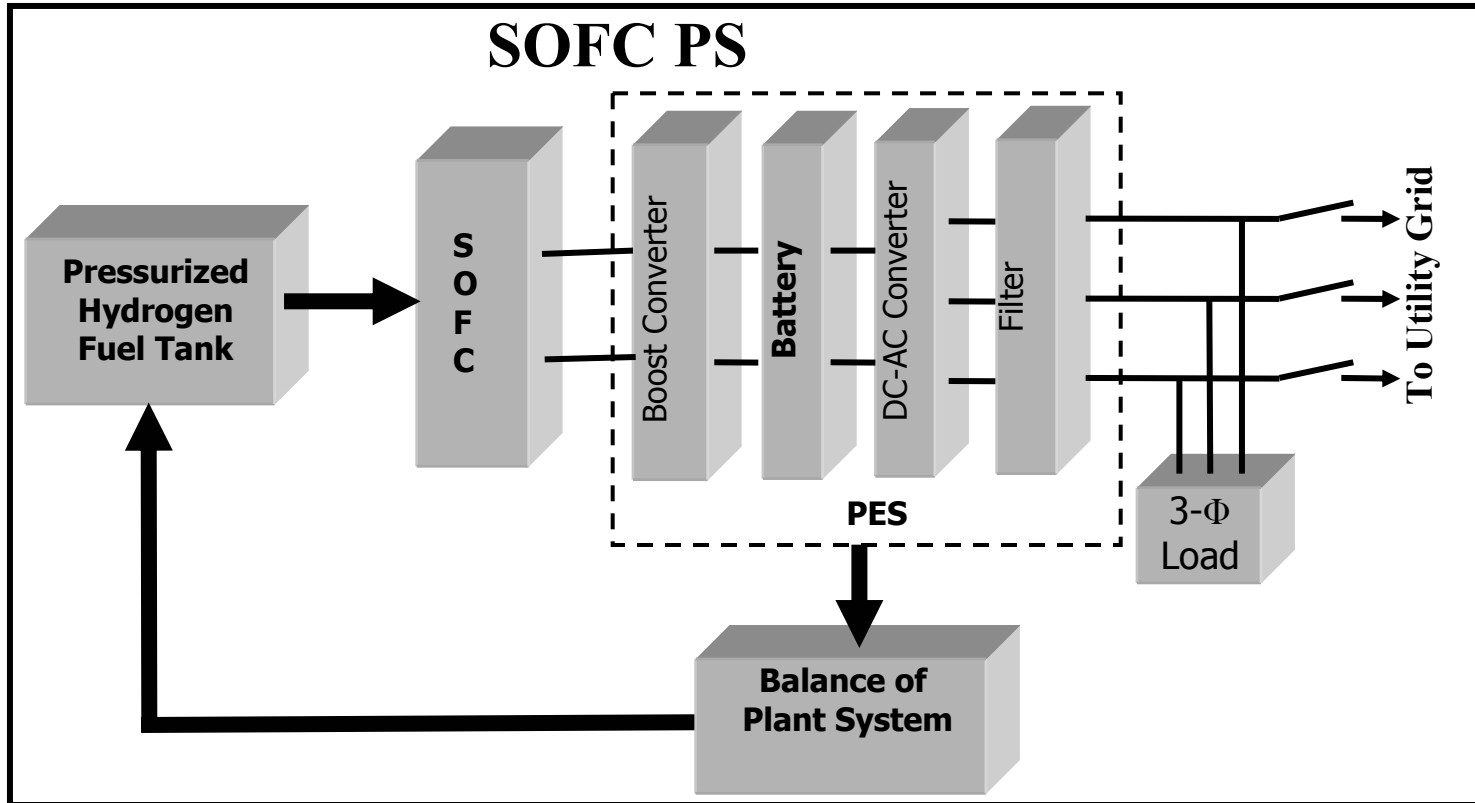 SOFC PS
Pressurized
Hydrogen
Fuel Tank
S
O
F
C
Boost Converter
Battery
DC-AC Converter
Filter
PES
To Utility Grid
3-Φ
Load
Balance of
Plant System